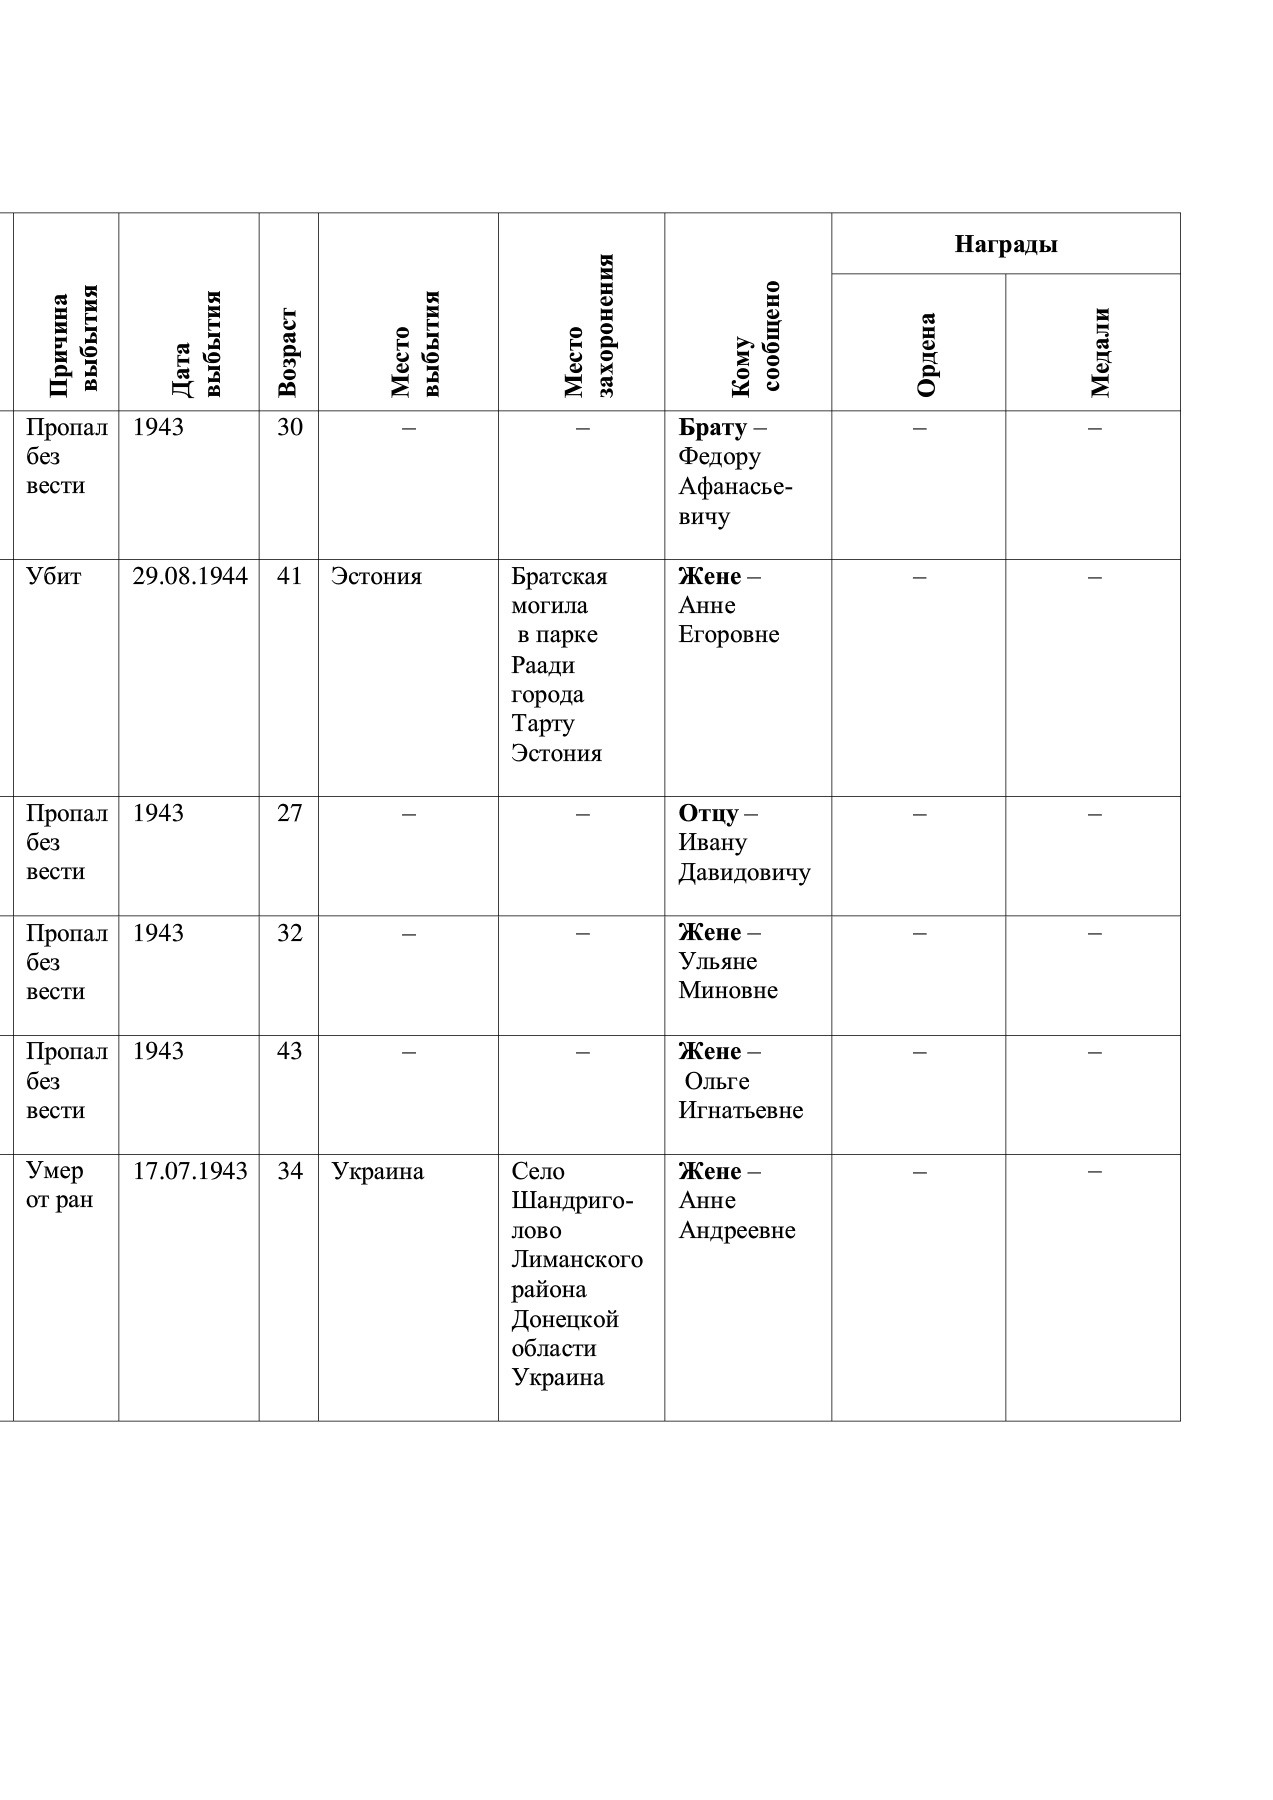 Причина
выбытия
Дата
выбытия
Возраст
Место
выбытия
Место
захоронения
Кому
сообщено
Награды
Ордена
Медали
Пропал
без
вести
1943
30
–
–
Брату –
Федору
Афанасье-
вичу
–
–
Убит
29.08.1944
41
Эстония
Братская
могила
в парке
Раади
города
Тарту
Эстония
Жене –
Анне
Егоровне
–
–
Пропал
без
вести
1943
27
–
–
Отцу –
Ивану
Давидовичу
–
–
Пропал
без
вести
1943
32
–
–
Жене –
Ульяне
Миновне
–
–
Пропал
без
вести
1943
43
–
–
Жене –
Ольге
Игнатьевне
–
–
Умер
от ран
17.07.1943
34
Украина
Село
Шандриго-
лово
Лиманского
района
Донецкой
области
Украина
Жене –
Анне
Андреевне
–
–